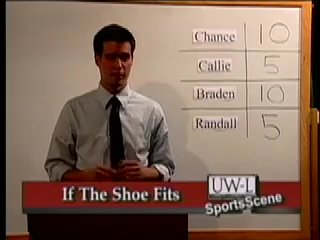 Chance 10
Callie 5
Braden 10
Randall 5
If The Shoe Fits
UW-L
SportsScene